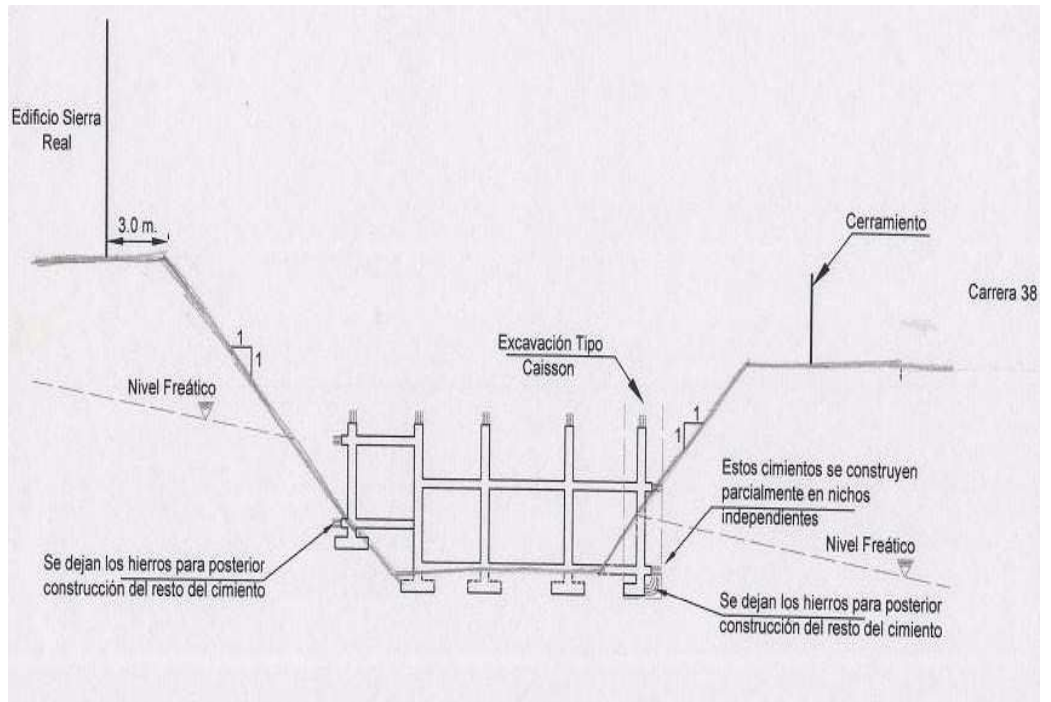 Edificio Sierra
Real
3.0 m.
Cerramiento
Carrera 38
1
1
Excavación Tipo
Caisson
Nivel Freático
1
1
Estos cimientos se construyen
parcialmente en nichos
independientes
Nivel Freático
Se dejan los hierros para posterior
construcción del resto del cimiento
Se dejan los hierros para posterior
construcción del resto del cimiento